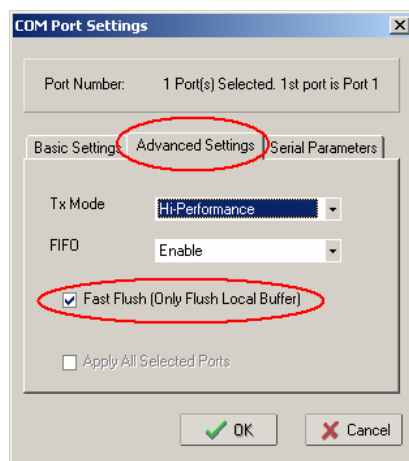 COM Port Settings
Port Number: 1 Port(s) Selected. 1st port is Port 1
Basic Settings Advanced Settings Serial Parameters
Tx Mode Hi-Performance
FIFO Enable
Fast Flush (Only Flush Local Buffer)
Apply All Selected Ports
OK Cancel